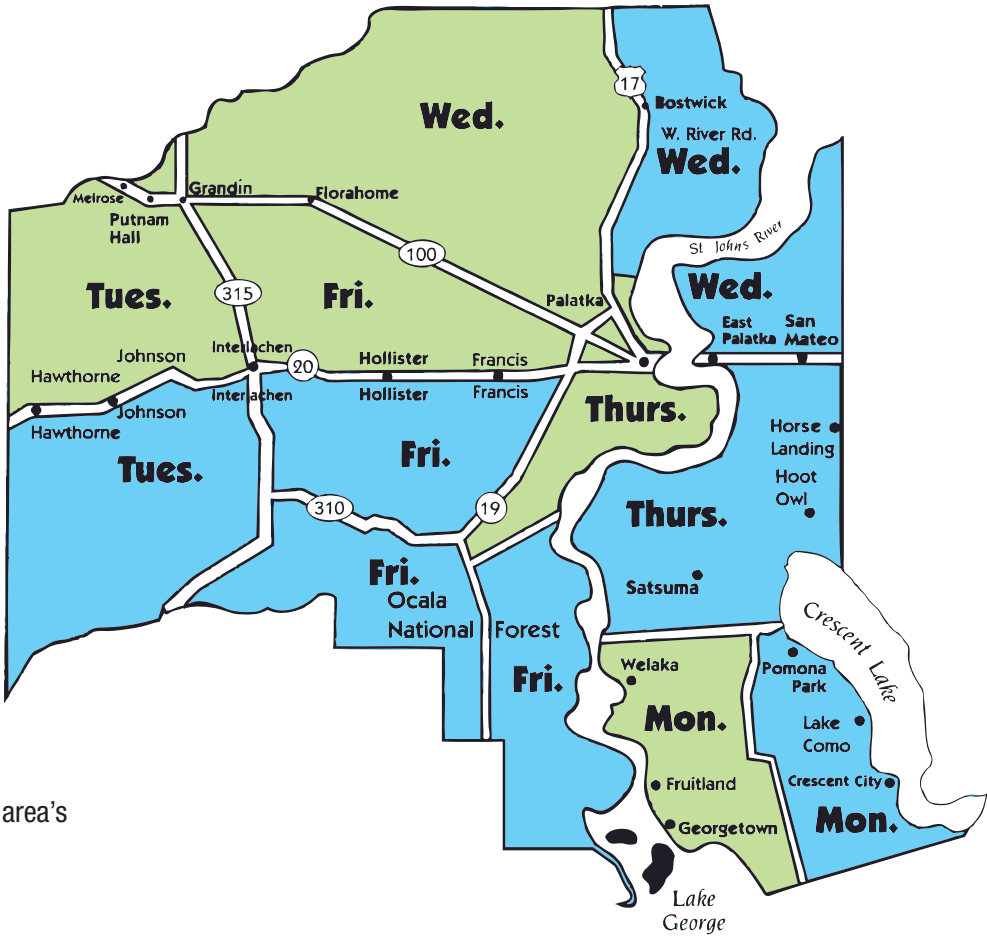 17
Bostwick
Wed.
W. River Rd.
Wed.
Melrose
Grandin
Florahome
Putnam
Hall
St Johns River
100
Tues.
315
Fri.
Palatka
Wed.
East
Palatka
San
Mateo
Johnson
Interlachen
20
Hollister
Francis
Hawthorne
Interlachen
Hollister
Francis
Johnson
Thurs.
Hawthorne
Horse
Landing
Tues.
Fri.
Hoot
Owl
310
19
Thurs.
Fri.
Satsuma
Ocala
National Forest
Crescent Lake
Fri.
Welaka
Pomona
Park
Mon.
Lake
Como
Fruitland
Crescent City
area's
Georgetown
Mon.
Lake
George